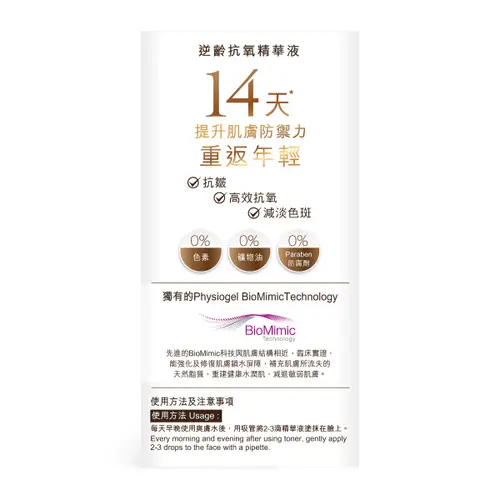 逆齡抗氧精華液
14天*
提升肌膚防禦力
重返年輕
抗皺
高效抗氧
減淡色斑
0% 色素
0% 礦物油
0% Paraben 防腐劑
獨有的Physiogel BioMimicTechnology
BioMimic
Technology
先進的BioMimic科技與肌膚結構相近，臨床實證，
能強化及修復肌膚鎖水屏障，補充肌膚所流失的
天然脂質，重建健康水潤肌，減退敏弱肌膚。
使用方法及注意事項
使用方法 Usage :
每天早晚使用爽膚水後，用吸管將2-3滴精華液塗抹在臉上。
Every morning and evening after using toner, gently apply
2-3 drops to the face with a pipette.